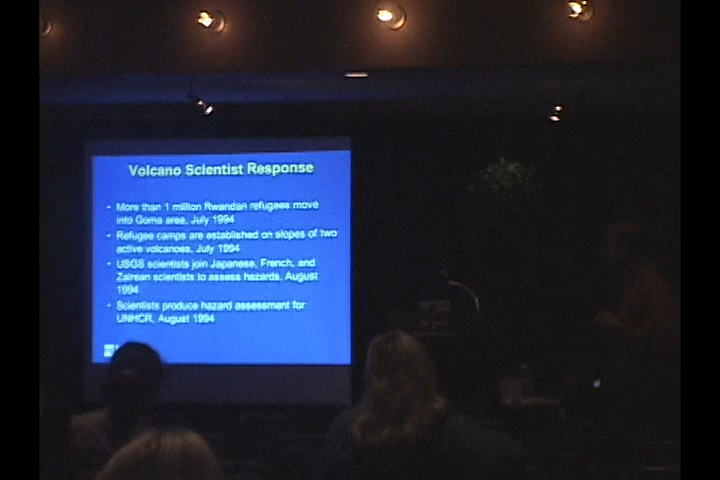 Volcano Scientist Response
• More than 1 million Rwandan refugees move
into Goma area, July 1994
• Refugee camps are established on slopes of two
active volcanoes, July 1994
• USGS scientists join Japanese, French, and
Zairean scientists to assess hazards, August
1994
• Scientists produce hazard assessment for
UNHCR, August 1994